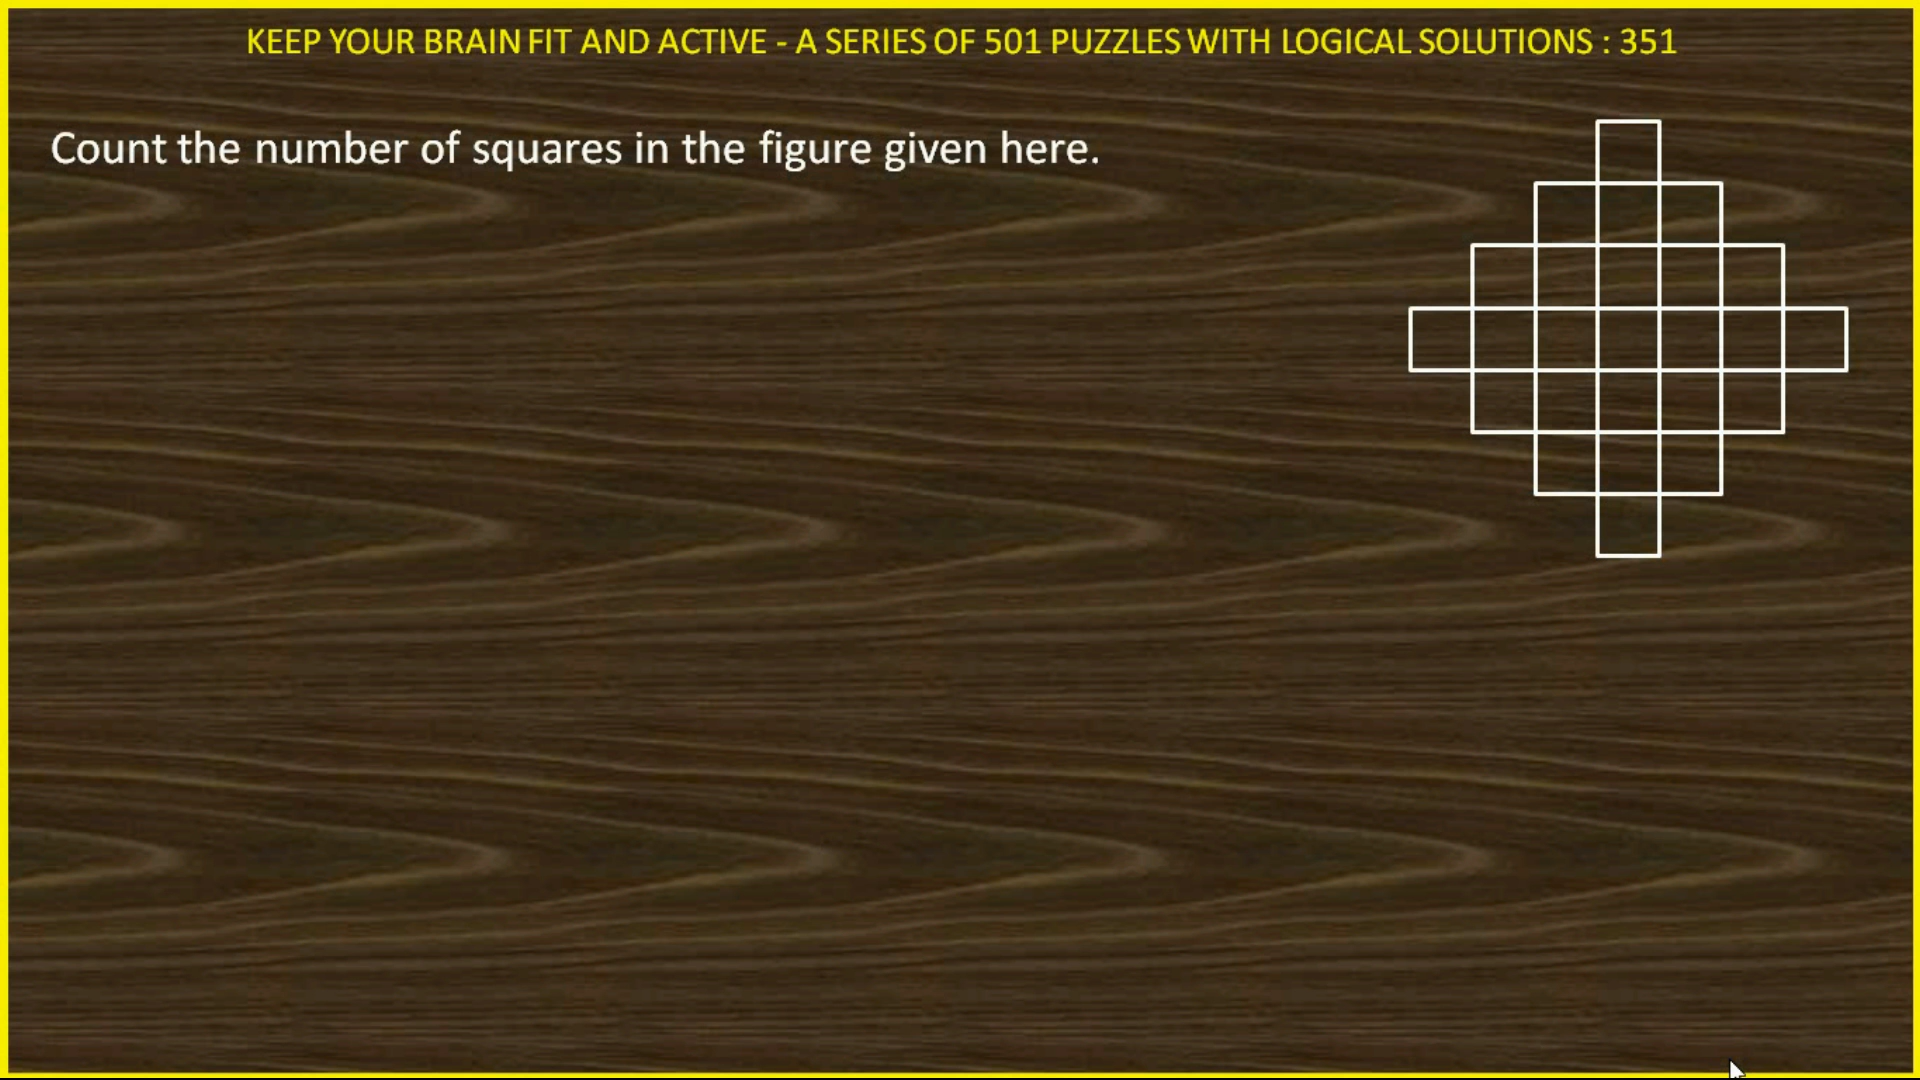 KEEP YOUR BRAIN FIT AND ACTIVE - A SERIES OF 501 PUZZLES WITH LOGICAL SOLUTIONS : 351
Count the number of squares in the figure given here.